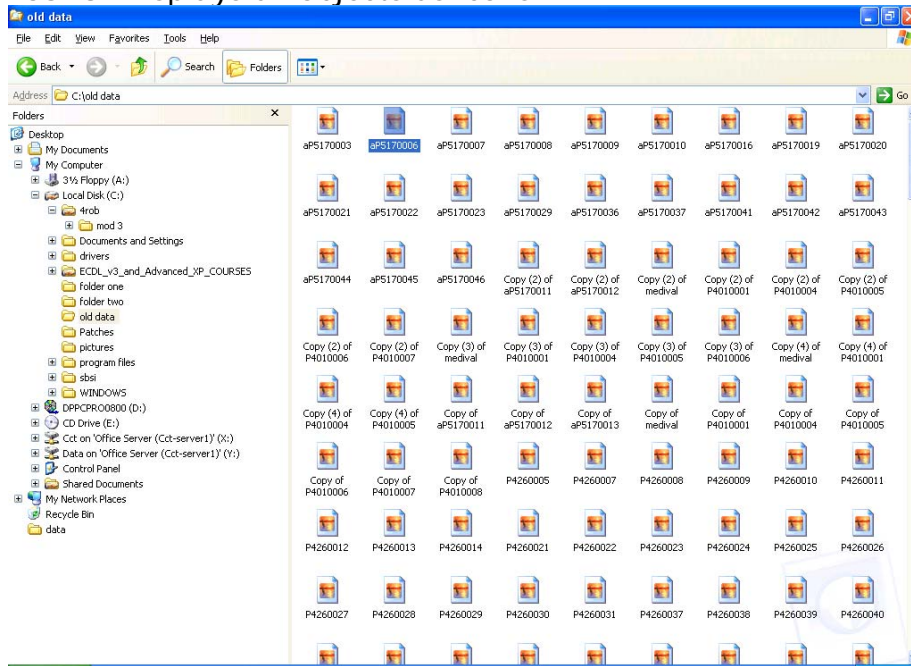 old data
File Edit View Favorites Tools Help
Back Search Folders
Address C:\old data Go
Folders x
Desktop
My Documents
My Computer
3½ Floppy (A:)
Local Disk (C:)
4rob
mod 3
Documents and Settings
drivers
ECDL_v3_and_Advanced_XP_COURSES
folder one
folder two
old data
Patches
pictures
program files
sbsi
WINDOWS
DPPCPRO0800 (D:)
CD Drive (E:)
Cct on 'Office Server (Cct-server1)' (X:)
Data on 'Office Server (Cct-server1)' (Y:)
Control Panel
Shared Documents
My Network Places
Recycle Bin
data
aP5170003 aP5170006 aP5170007 aP5170008 aP5170009 aP5170010 aP5170016 aP5170019 aP5170020
aP5170021 aP5170022 aP5170023 aP5170029 aP5170036 aP5170037 aP5170041 aP5170042 aP5170043
aP5170044 aP5170045 aP5170046 Copy (2) of Copy (2) of Copy (2) of Copy (2) of Copy (2) of Copy (2) of
aP5170011 aP5170012 medival P4010001 P4010004 P4010005
Copy (2) of Copy (2) of Copy (3) of Copy (3) of Copy (3) of Copy (3) of Copy (3) of Copy (4) of Copy (4) of
P4010006 P4010007 medival P4010001 P4010004 P4010005 P4010006 medival P4010001
Copy (4) of Copy (4) of Copy of Copy of Copy of Copy of Copy of Copy of Copy of
P4010004 P4010005 aP5170011 aP5170012 aP5170013 medival P4010001 P4010004 P4010005
Copy of Copy of Copy of P4260005 P4260007 P4260008 P4260009 P4260010 P4260011
P4010006 P4010007 P4010008
P4260012 P4260013 P4260014 P4260021 P4260022 P4260023 P4260024 P4260025 P4260026
P4260027 P4260028 P4260029 P4260030 P4260031 P4260037 P4260038 P4260039 P4260040